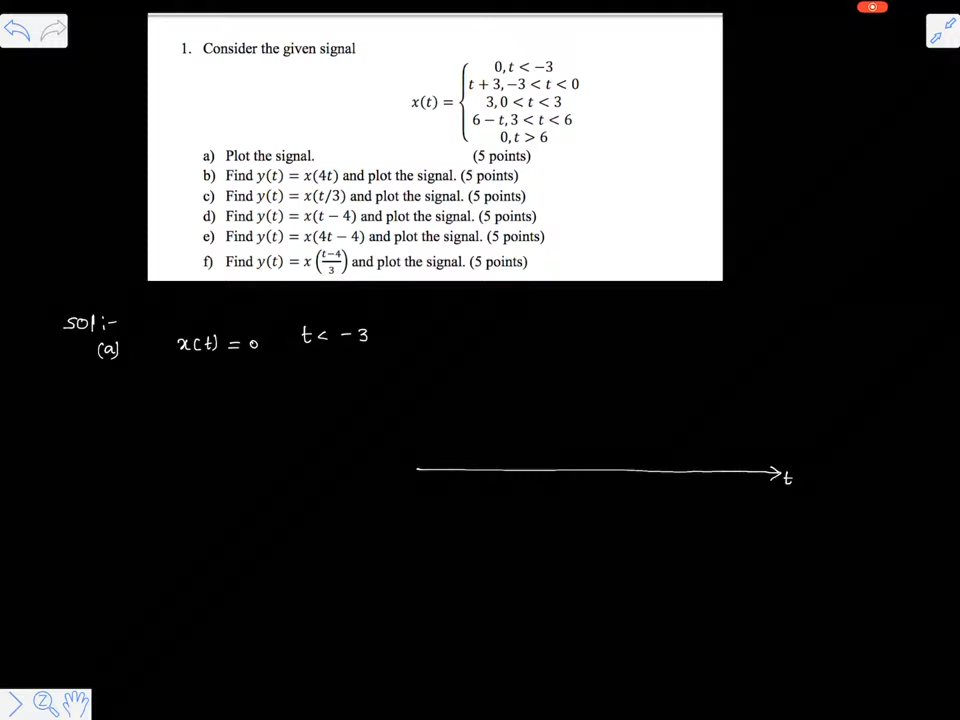 1. Consider the given signal
0, t < −3
t + 3, −3 < t < 0
x(t) = { 3, 0 < t < 3
6 − t, 3 < t < 6
0, t > 6
a) Plot the signal. (5 points)
b) Find y(t) = x(4t) and plot the signal. (5 points)
c) Find y(t) = x(t/3) and plot the signal. (5 points)
d) Find y(t) = x(t − 4) and plot the signal. (5 points)
e) Find y(t) = x(4t − 4) and plot the signal. (5 points)
f) Find y(t) = x((t−4)/3) and plot the signal. (5 points)
Sol:-
(a) x(t) = 0 t < −3
t